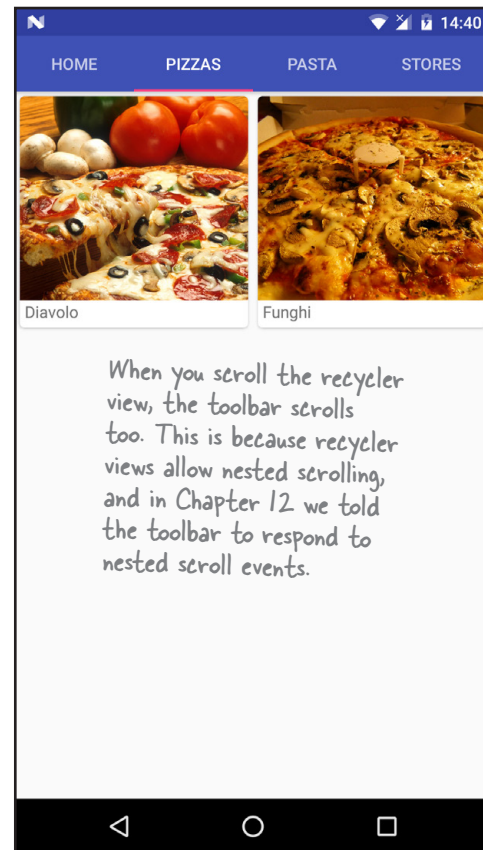 14:40
HOME PIZZAS PASTA STORES
Diavolo Funghi
When you scroll the recycler
view, the toolbar scrolls
too. This is because recycler
views allow nested scrolling,
and in Chapter 12 we told
the toolbar to respond to
nested scroll events.